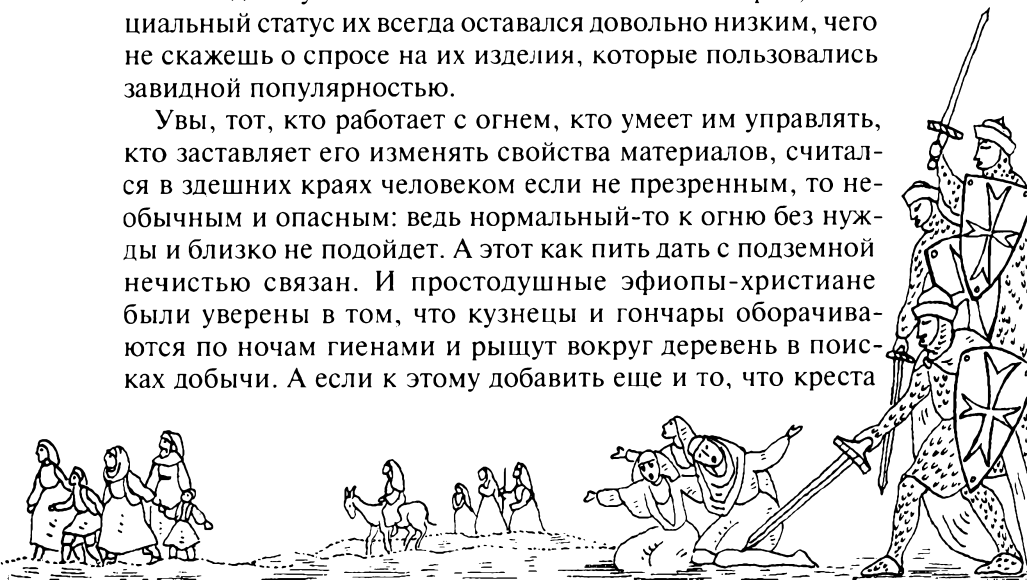 циальный статус их всегда оставался довольно низким, чего
не скажешь о спросе на их изделия, которые пользовались
завидной популярностью.
Увы, тот, кто работает с огнем, кто умеет им управлять,
кто заставляет его изменять свойства материалов, считал-
ся в здешних краях человеком если не презренным, то не-
обычным и опасным: ведь нормальный-то к огню без нуж-
ды и близко не подойдет. А этот как пить дать с подземной
нечистью связан. И простодушные эфиопы-христиане
были уверены в том, что кузнецы и гончары оборачива-
ются по ночам гиенами и рыщут вокруг деревень в поис-
ках добычи. А если к этому добавить еще и то, что креста